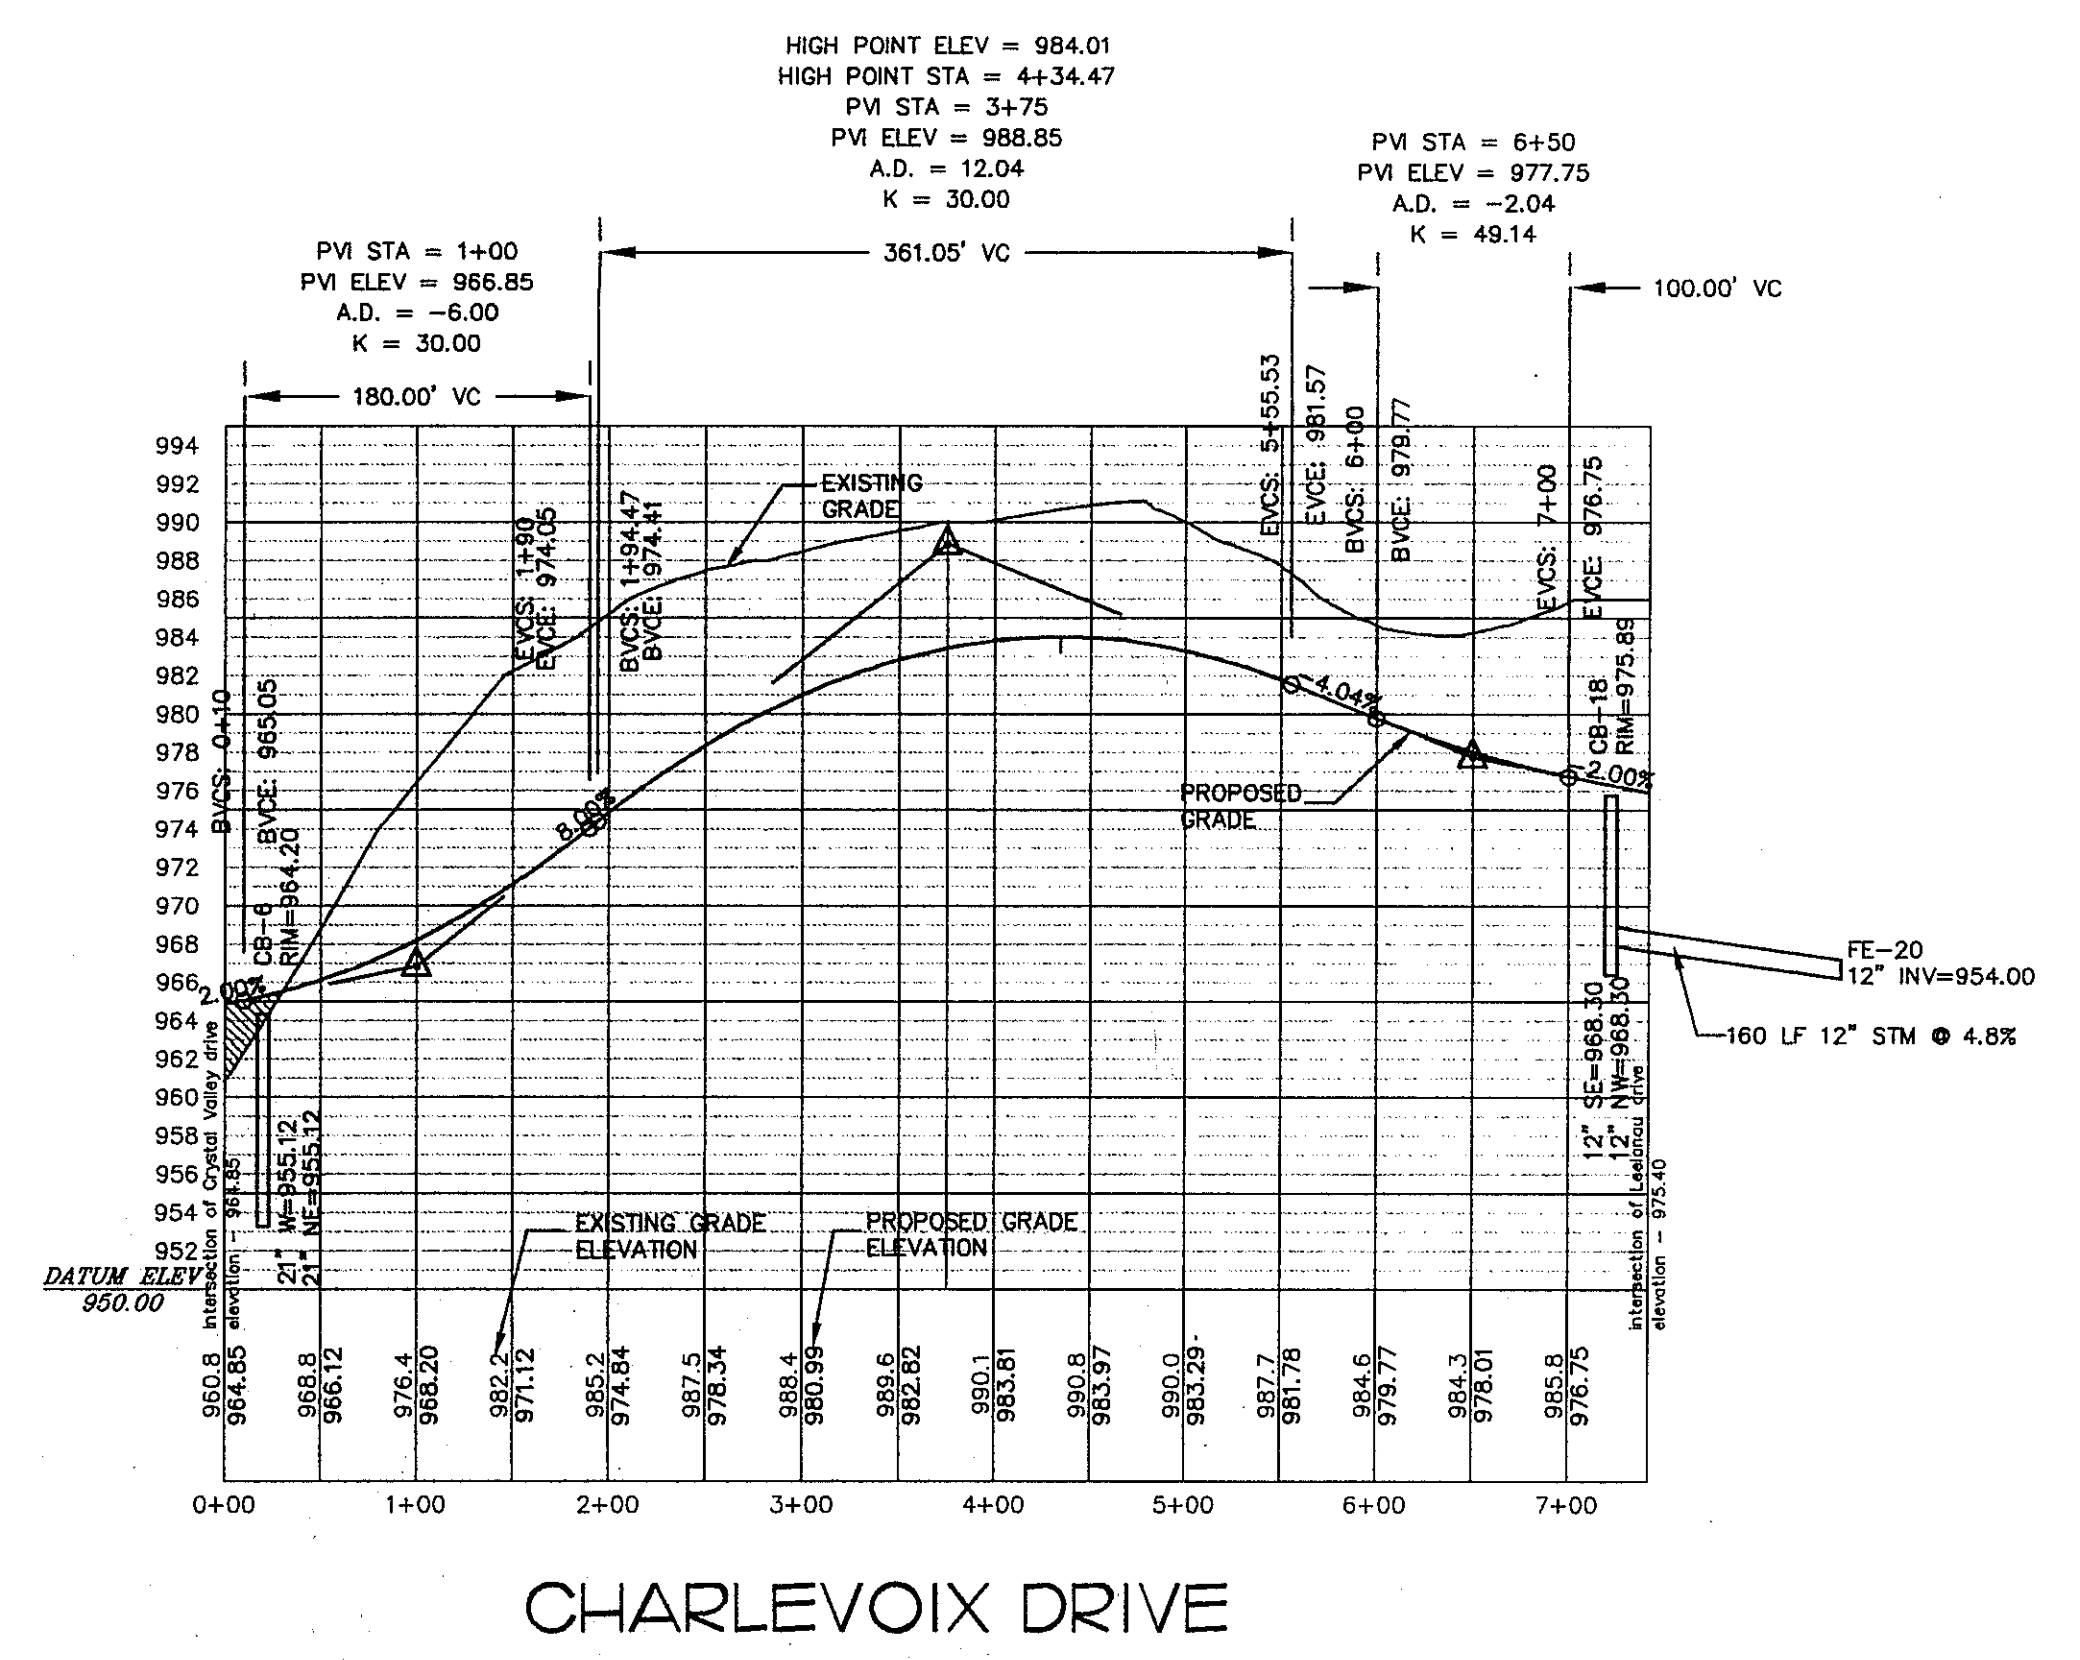 HIGH POINT ELEV = 984.01
HIGH POINT STA = 4+34.47
PVI STA = 3+75
PVI ELEV = 988.85
A.D. = 12.04
K = 30.00
361.05' VC
PVI STA = 6+50
PVI ELEV = 977.75
A.D. = -2.04
K = 49.14
100.00' VC
PVI STA = 1+00
PVI ELEV = 966.85
A.D. = -6.00
K = 30.00
180.00' VC
994
992
990
988
986
984
982
980
978
976
974
972
970
968
966
964
962
960
958
956
954
952
DATUM ELEV
950.00
BVCS: 0+10
BVCE: 965.05
CB-6
RIM=964.20
21" W=955.12
21" NE=955.12
2.00%
Intersection of Crystal Valley drive
elevation - 964.85
EVCS: 1+90
EVCE: 974.05
BVCS: 1+94.47
BVCE: 974.41
8.00%
EXISTING
GRADE
EVCS: 5+55.53
EVCE: 981.57
BVCS: 6+00
BVCE: 979.77
-4.04%
PROPOSED
GRADE
EVCS: 7+00
EVCE: 976.75
-2.00%
CB-18
RIM=975.89
12" SE=968.30
12" NW=968.30
FE-20
12" INV=954.00
160 LF 12" STM @ 4.8%
intersection of Leelanau drive
elevation - 975.40
EXISTING GRADE
ELEVATION
PROPOSED GRADE
ELEVATION
960.8
964.85
968.8
966.12
976.4
968.20
982.2
971.12
985.2
974.84
987.5
978.34
988.4
980.99
989.6
982.82
990.1
983.81
990.8
983.97
990.0
983.29
987.7
981.78
984.6
979.77
984.3
978.01
985.8
976.75
0+00 1+00 2+00 3+00 4+00 5+00 6+00 7+00
CHARLEVOIX DRIVE